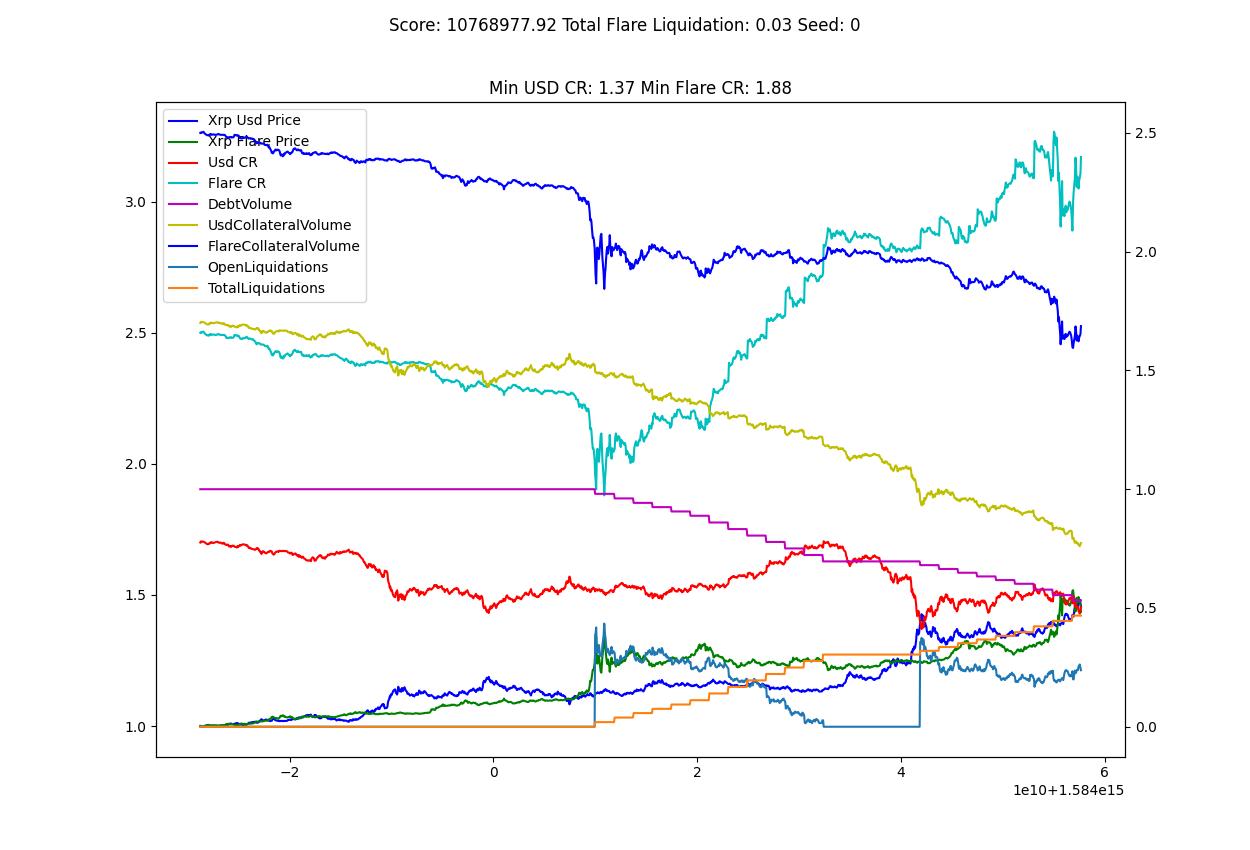 Score: 10768977.92 Total Flare Liquidation: 0.03 Seed: 0
Min USD CR: 1.37 Min Flare CR: 1.88
Xrp Usd Price
Xrp Flare Price
Usd CR
Flare CR
DebtVolume
UsdCollateralVolume
FlareCollateralVolume
OpenLiquidations
TotalLiquidations
3.0
2.5
2.0
1.5
1.0
2.5
2.0
1.5
1.0
0.5
0.0
−2 0 2 4 6
1e10+1.584e15